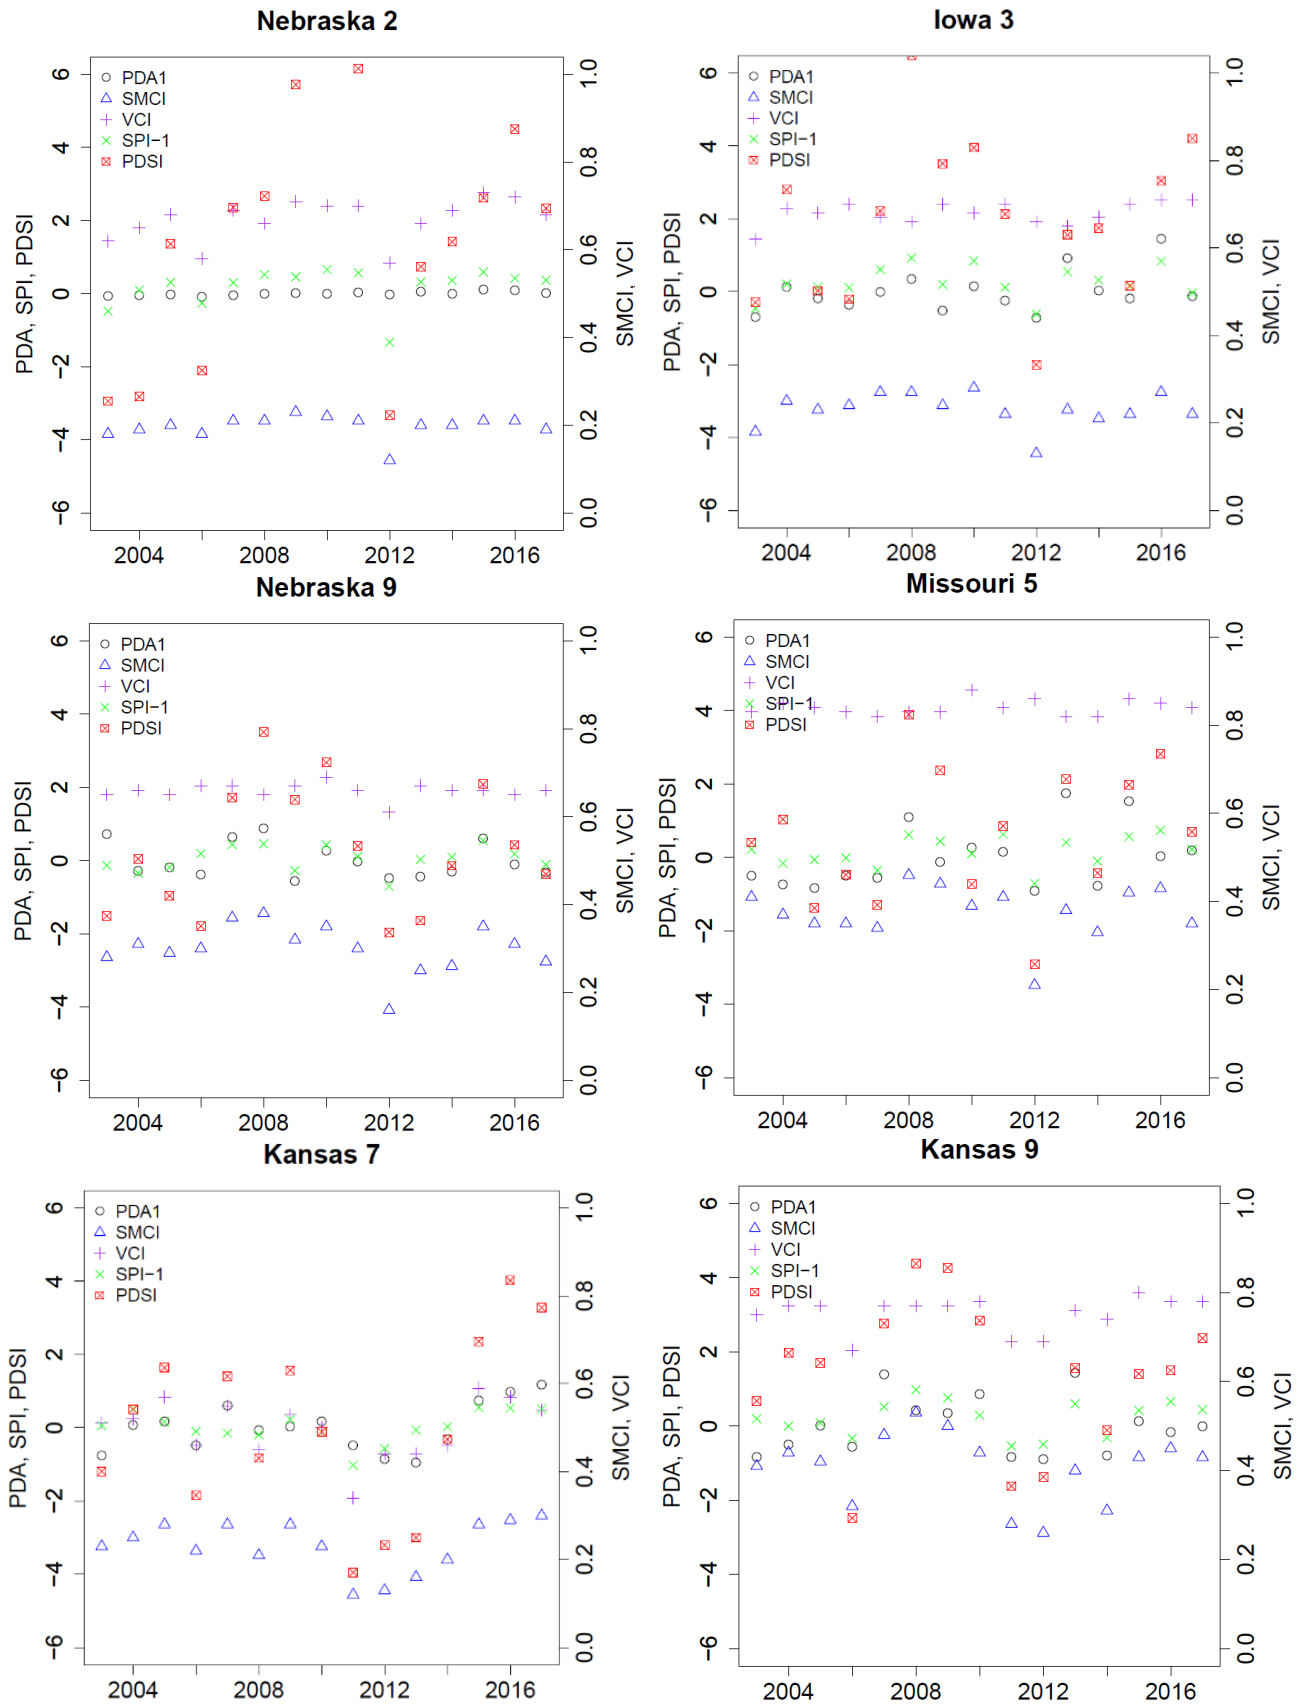 Nebraska 2
PDA, SPI, PDSI
6
4
2
0
−2
−4
−6
PDA1
SMCI
VCI
SPI−1
PDSI
1.0
0.8
0.6
0.4
0.2
0.0
SMCI, VCI
2004 2008 2012 2016
Iowa 3
PDA, SPI, PDSI
6
4
2
0
−2
−4
−6
PDA1
SMCI
VCI
SPI−1
PDSI
1.0
0.8
0.6
0.4
0.2
0.0
SMCI, VCI
2004 2008 2012 2016
Nebraska 9
PDA, SPI, PDSI
6
4
2
0
−2
−4
−6
PDA1
SMCI
VCI
SPI−1
PDSI
1.0
0.8
0.6
0.4
0.2
0.0
SMCI, VCI
2004 2008 2012 2016
Missouri 5
PDA, SPI, PDSI
6
4
2
0
−2
−4
−6
PDA1
SMCI
VCI
SPI−1
PDSI
1.0
0.8
0.6
0.4
0.2
0.0
SMCI, VCI
2004 2008 2012 2016
Kansas 7
PDA, SPI, PDSI
6
4
2
0
−2
−4
−6
PDA1
SMCI
VCI
SPI−1
PDSI
1.0
0.8
0.6
0.4
0.2
0.0
SMCI, VCI
2004 2008 2012 2016
Kansas 9
PDA, SPI, PDSI
6
4
2
0
−2
−4
−6
PDA1
SMCI
VCI
SPI−1
PDSI
1.0
0.8
0.6
0.4
0.2
0.0
SMCI, VCI
2004 2008 2012 2016